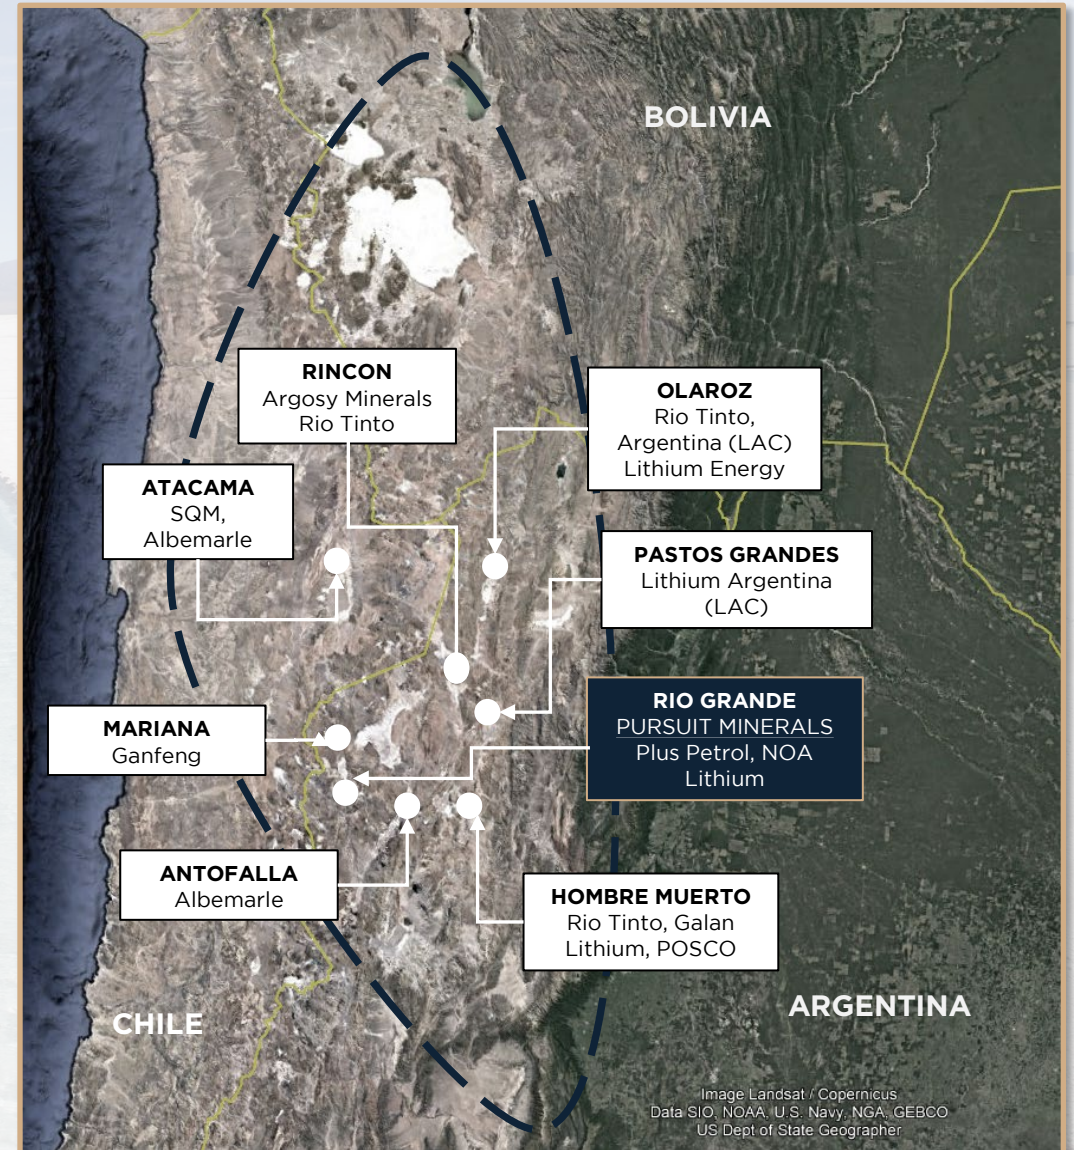 BOLIVIA
RINCON
Argosy Minerals
Rio Tinto
OLAROZ
Rio Tinto,
Argentina (LAC)
Lithium Energy
ATACAMA
SQM,
Albemarle
PASTOS GRANDES
Lithium Argentina
(LAC)
RIO GRANDE
PURSUIT MINERALS
Plus Petrol, NOA
Lithium
MARIANA
Ganfeng
ANTOFALLA
Albemarle
HOMBRE MUERTO
Rio Tinto, Galan
Lithium, POSCO
CHILE
ARGENTINA
Image Landsat / Copernicus
Data SIO, NOAA, U.S. Navy, NGA, GEBCO
US Dept of State Geographer